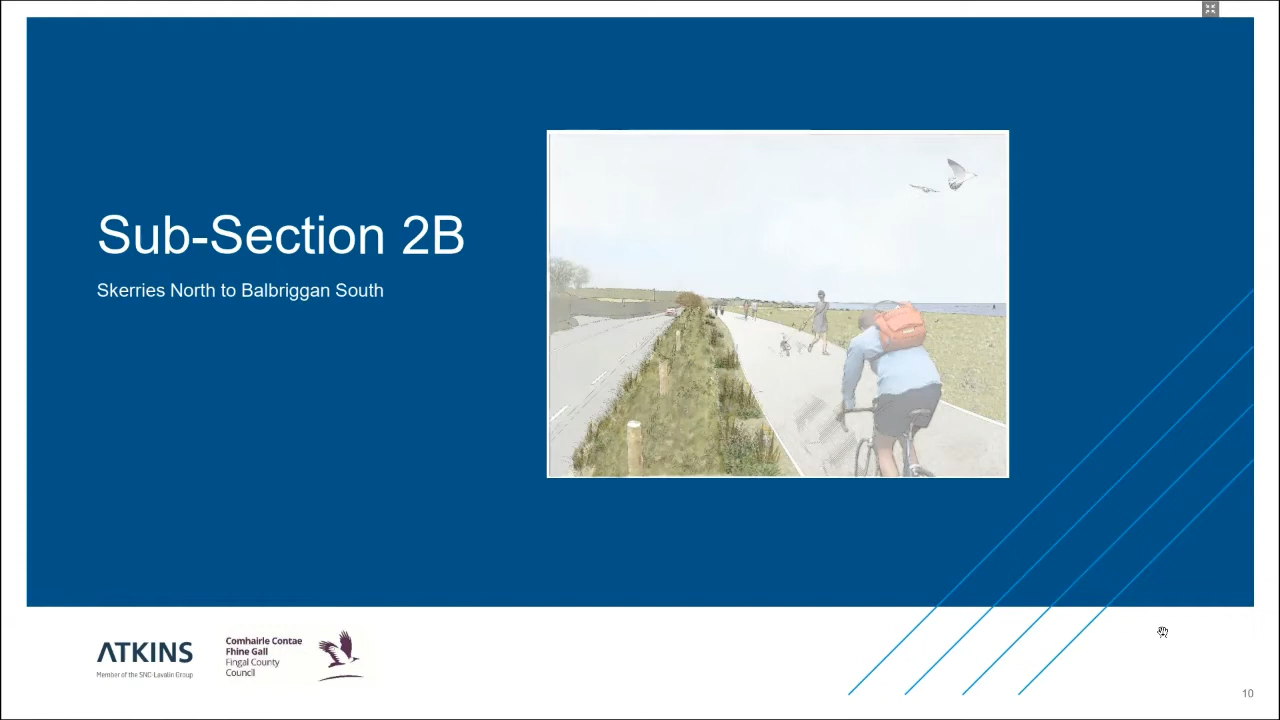 Sub-Section 2B
Skerries North to Balbriggan South
ATKINS
Member of the SNC-Lavalin Group
Comhairle Contae
Fhine Gall
Fingal County
Council
10